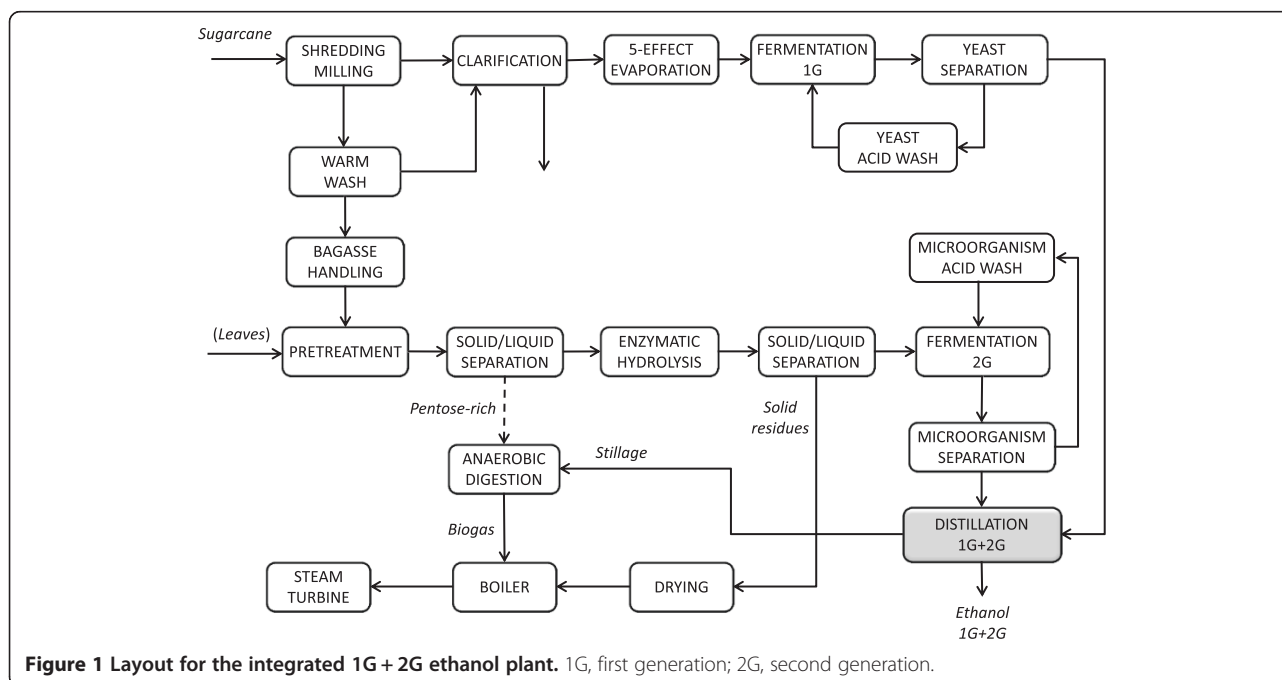 Sugarcane
SHREDDING
MILLING
CLARIFICATION
5-EFFECT
EVAPORATION
FERMENTATION
1G
YEAST
SEPARATION
YEAST
ACID WASH
WARM
WASH
BAGASSE
HANDLING
MICROORGANISM
ACID WASH
(Leaves)
PRETREATMENT
SOLID/LIQUID
SEPARATION
ENZYMATIC
HYDROLYSIS
SOLID/LIQUID
SEPARATION
FERMENTATION
2G
Pentose-rich
Solid
residues
MICROORGANISM
SEPARATION
ANAEROBIC
DIGESTION
Stillage
DISTILLATION
1G+2G
Biogas
STEAM
TURBINE
BOILER
DRYING
Ethanol
1G+2G
Figure 1 Layout for the integrated 1G + 2G ethanol plant. 1G, first generation; 2G, second generation.